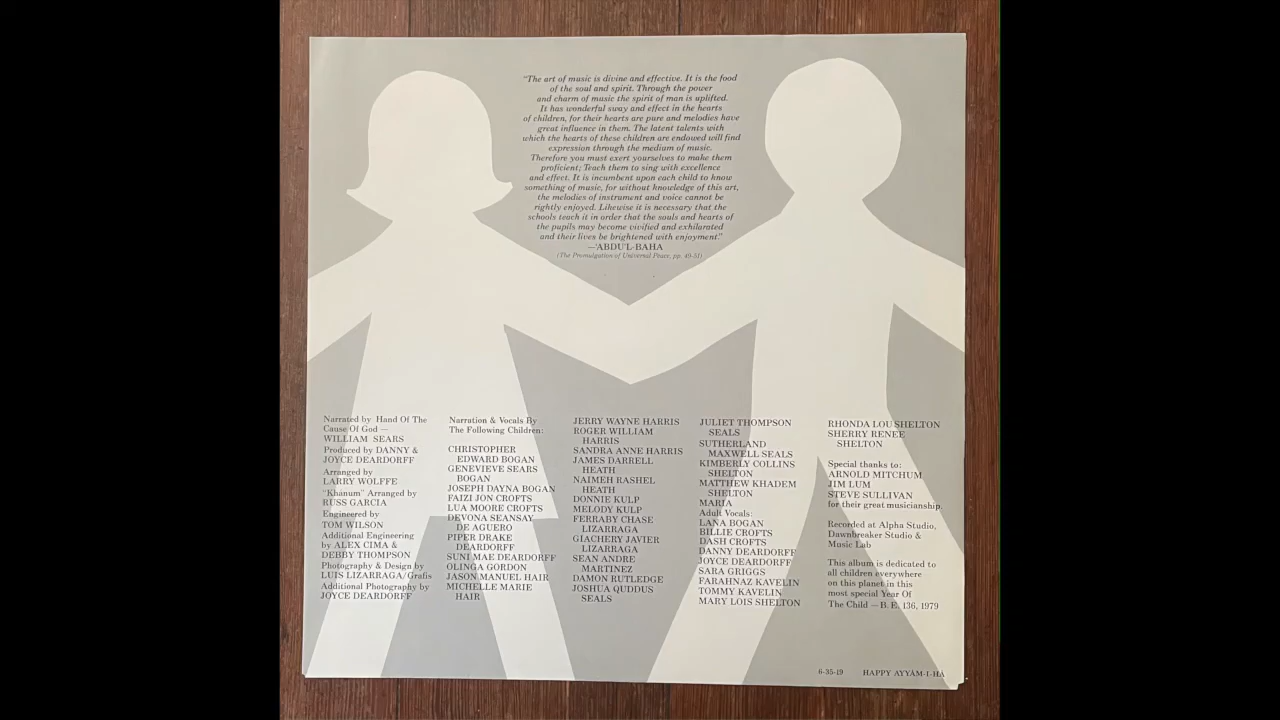 "The art of music is divine and effective. It is the food
of the soul and spirit. Through the power
and charm of music the spirit of man is uplifted.
It has wonderful sway and effect in the hearts
of children, for their hearts are pure and melodies have
great influence in them. The latent talents with
which the hearts of these children are endowed will find
expression through the medium of music.
Therefore you must exert yourselves to make them
proficient; Teach them to sing with excellence
and effect. It is incumbent upon each child to know
something of music, for without knowledge of this art,
the melodies of instrument and voice cannot be
rightly enjoyed. Likewise it is necessary that the
schools teach it in order that the souls and hearts of
the pupils may become vivified and exhilarated
and their lives be brightened with enjoyment."
—'ABDU'L-BAHA
(The Promulgation of Universal Peace, pp. 49-51)
Narrated by Hand Of The
Cause Of God —
WILLIAM SEARS
Produced by DANNY &
JOYCE DEARDORFF
Arranged by
LARRY WOLFFE
"Khanum" Arranged by
RUSS GARCIA
Engineered by
TOM WILSON
Additional Engineering
by ALEX CIMA &
DEBBY THOMPSON
Photography & Design by
LUIS LIZARRAGA/Grafis
Additional Photography by
JOYCE DEARDORFF
Narration & Vocals By
The Following Children:
CHRISTOPHER
EDWARD BOGAN
GENEVIEVE SEARS
BOGAN
JOSEPH DAYNA BOGAN
FAIZI JON CROFTS
LUA MOORE CROFTS
DEVONA SEANSAY
DE AGUERO
PIPER DRAKE
DEARDORFF
SUNI MAE DEARDORFF
OLINGA GORDON
JASON MANUEL HAIR
MICHELLE MARIE
HAIR
JERRY WAYNE HARRIS
ROGER WILLIAM
HARRIS
SANDRA ANNE HARRIS
JAMES DARRELL
HEATH
NAIMEH RASHEL
HEATH
DONNIE KULP
MELODY KULP
FERRABY CHASE
LIZARRAGA
GIACHERY JAVIER
LIZARRAGA
SEAN ANDRE
MARTINEZ
DAMON RUTLEDGE
JOSHUA QUDDUS
SEALS
JULIET THOMPSON
SEALS
SUTHERLAND
MAXWELL SEALS
KIMBERLY COLLINS
SHELTON
MATTHEW KHADEM
SHELTON
MARIA
Adult Vocals:
LANA BOGAN
BILLIE CROFTS
DASH CROFTS
DANNY DEARDORFF
JOYCE DEARDORFF
SARA GRIGGS
FARAHNAZ KAVELIN
TOMMY KAVELIN
MARY LOIS SHELTON
RHONDA LOU SHELTON
SHERRY RENEE
SHELTON
Special thanks to:
ARNOLD MITCHUM
JIM LUM
STEVE SULLIVAN
for their great musicianship.
Recorded at Alpha Studio,
Dawnbreaker Studio &
Music Lab
This album is dedicated to
all children everywhere
on this planet in this
most special Year Of
The Child — B.E. 136, 1979
6-35-19 HAPPY AYYÁM-I-HÁ